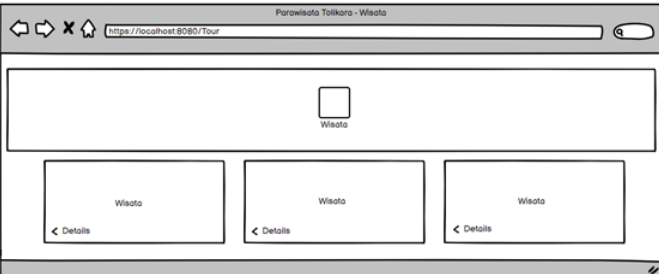 Parawisata Tolikara - Wisata
https://localhost:8080/Tour
Wisata
Wisata
Details
Wisata
Details
Wisata
Details